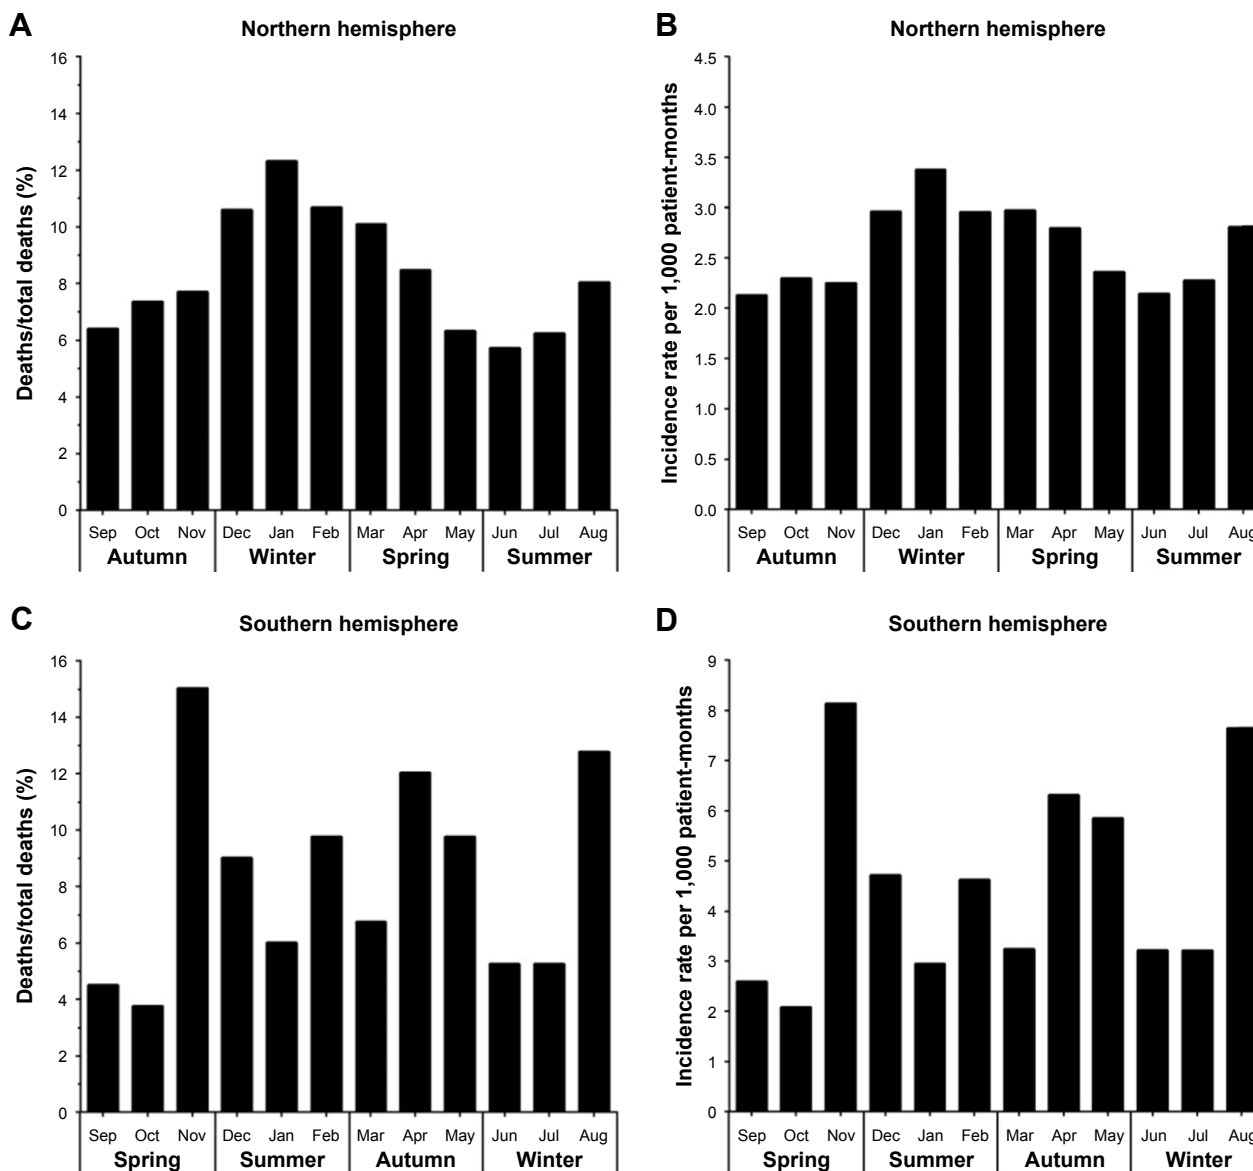 A
Northern hemisphere
Deaths/total deaths (%)
16
14
12
10
8
6
4
2
0
Sep Oct Nov Dec Jan Feb Mar Apr May Jun Jul Aug
Autumn Winter Spring Summer
B
Northern hemisphere
Incidence rate per 1,000 patient-months
4.5
4.0
3.5
3.0
2.5
2.0
1.5
1.0
0.5
0.0
Sep Oct Nov Dec Jan Feb Mar Apr May Jun Jul Aug
Autumn Winter Spring Summer
C
Southern hemisphere
Deaths/total deaths (%)
16
14
12
10
8
6
4
2
0
Sep Oct Nov Dec Jan Feb Mar Apr May Jun Jul Aug
Spring Summer Autumn Winter
D
Southern hemisphere
Incidence rate per 1,000 patient-months
9
8
7
6
5
4
3
2
1
0
Sep Oct Nov Dec Jan Feb Mar Apr May Jun Jul Aug
Spring Summer Autumn Winter